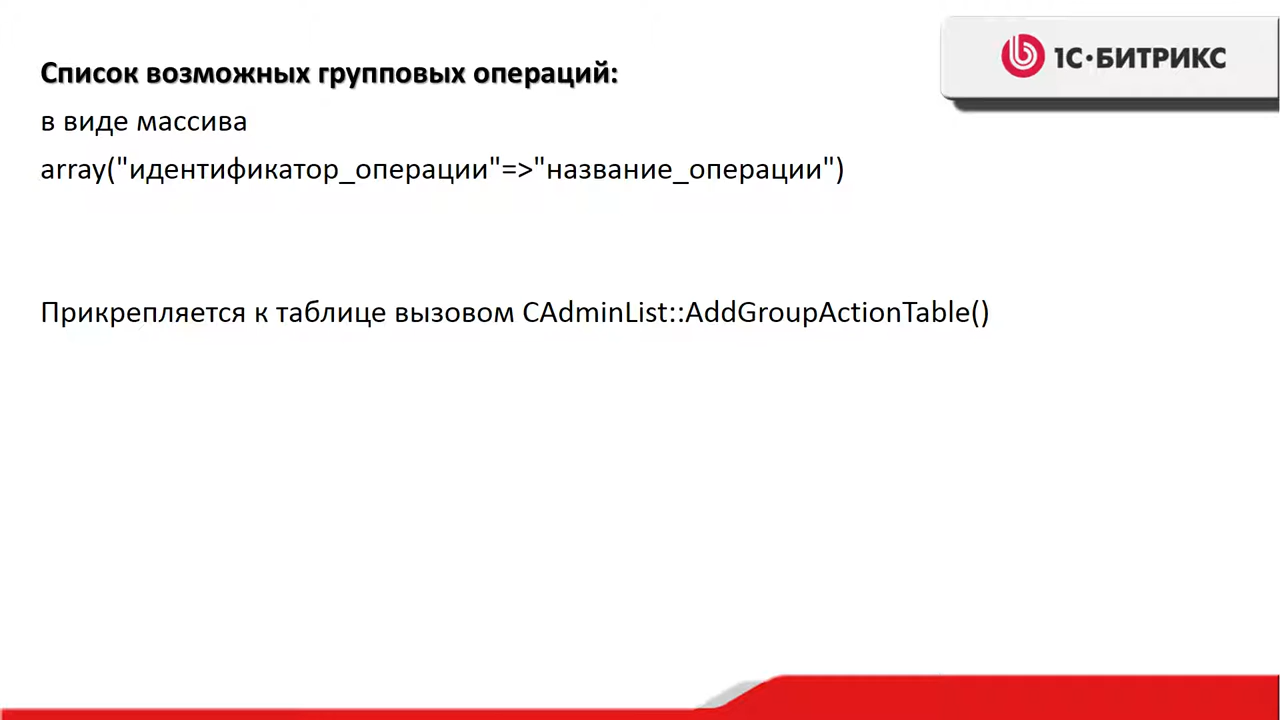 1С·БИТРИКС
Список возможных групповых операций:
в виде массива
array("идентификатор_операции"=>"название_операции")
Прикрепляется к таблице вызовом CAdminList::AddGroupActionTable()